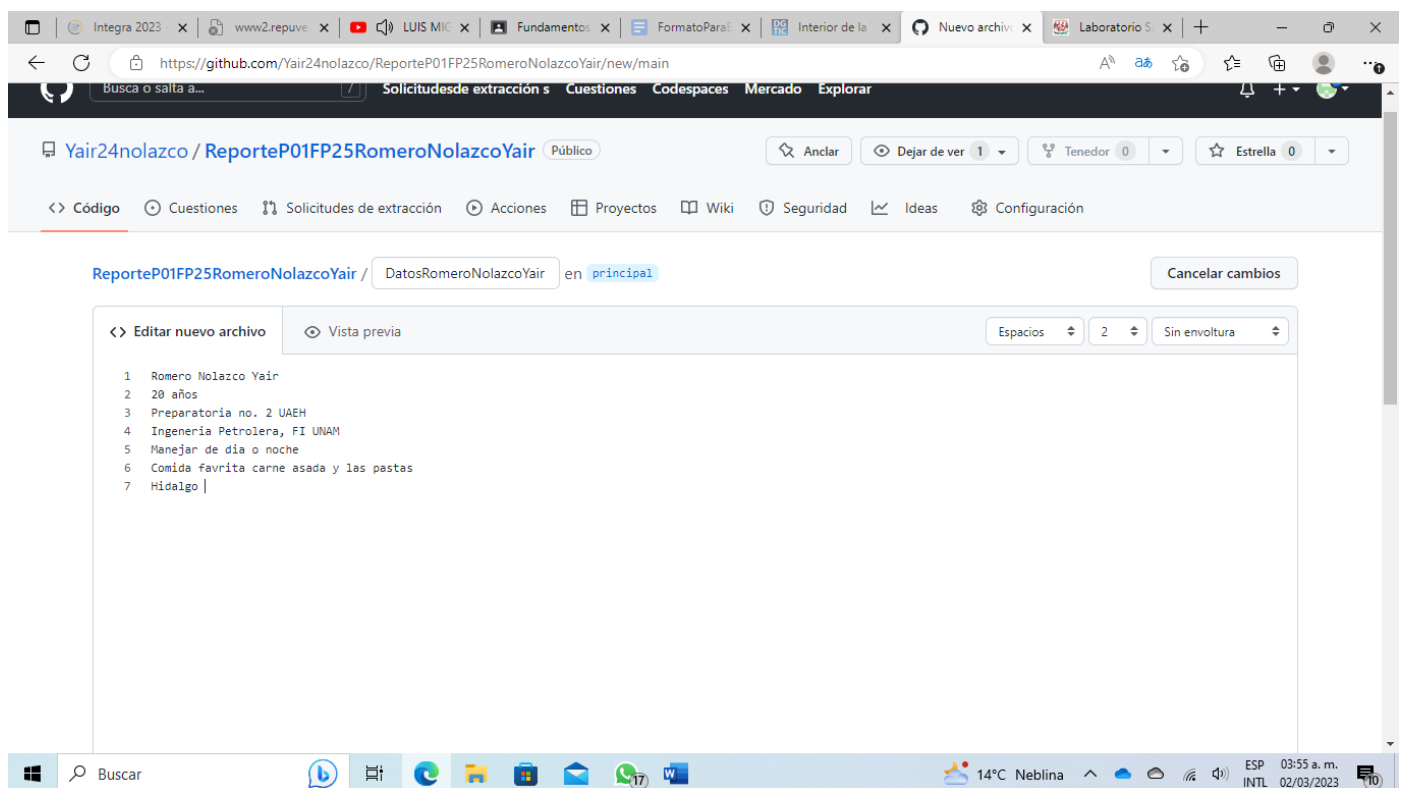 Integra 2023
www2.repuve
LUIS MIG
Fundamentos
FormatoParaE
Interior de la
Nuevo archivo
Laboratorio S
https://github.com/Yair24nolazco/ReporteP01FP25RomeroNolazcoYair/new/main
Busca o salta a...
/
Solicitudesde extracción s Cuestiones Codespaces Mercado Explorar
Yair24nolazco / ReporteP01FP25RomeroNolazcoYair Público
Anclar
Dejar de ver 1
Tenedor 0
Estrella 0
<> Código
Cuestiones
Solicitudes de extracción
Acciones
Proyectos
Wiki
Seguridad
Ideas
Configuración
ReporteP01FP25RomeroNolazcoYair / DatosRomeroNolazcoYair en principal
Cancelar cambios
<> Editar nuevo archivo
Vista previa
Espacios
2
Sin envoltura
1 Romero Nolazco Yair
2 20 años
3 Preparatoria no. 2 UAEH
4 Ingeneria Petrolera, FI UNAM
5 Manejar de dia o noche
6 Comida favrita carne asada y las pastas
7 Hidalgo
Buscar
17
14°C Neblina
ESP
INTL
03:55 a. m.
02/03/2023
10